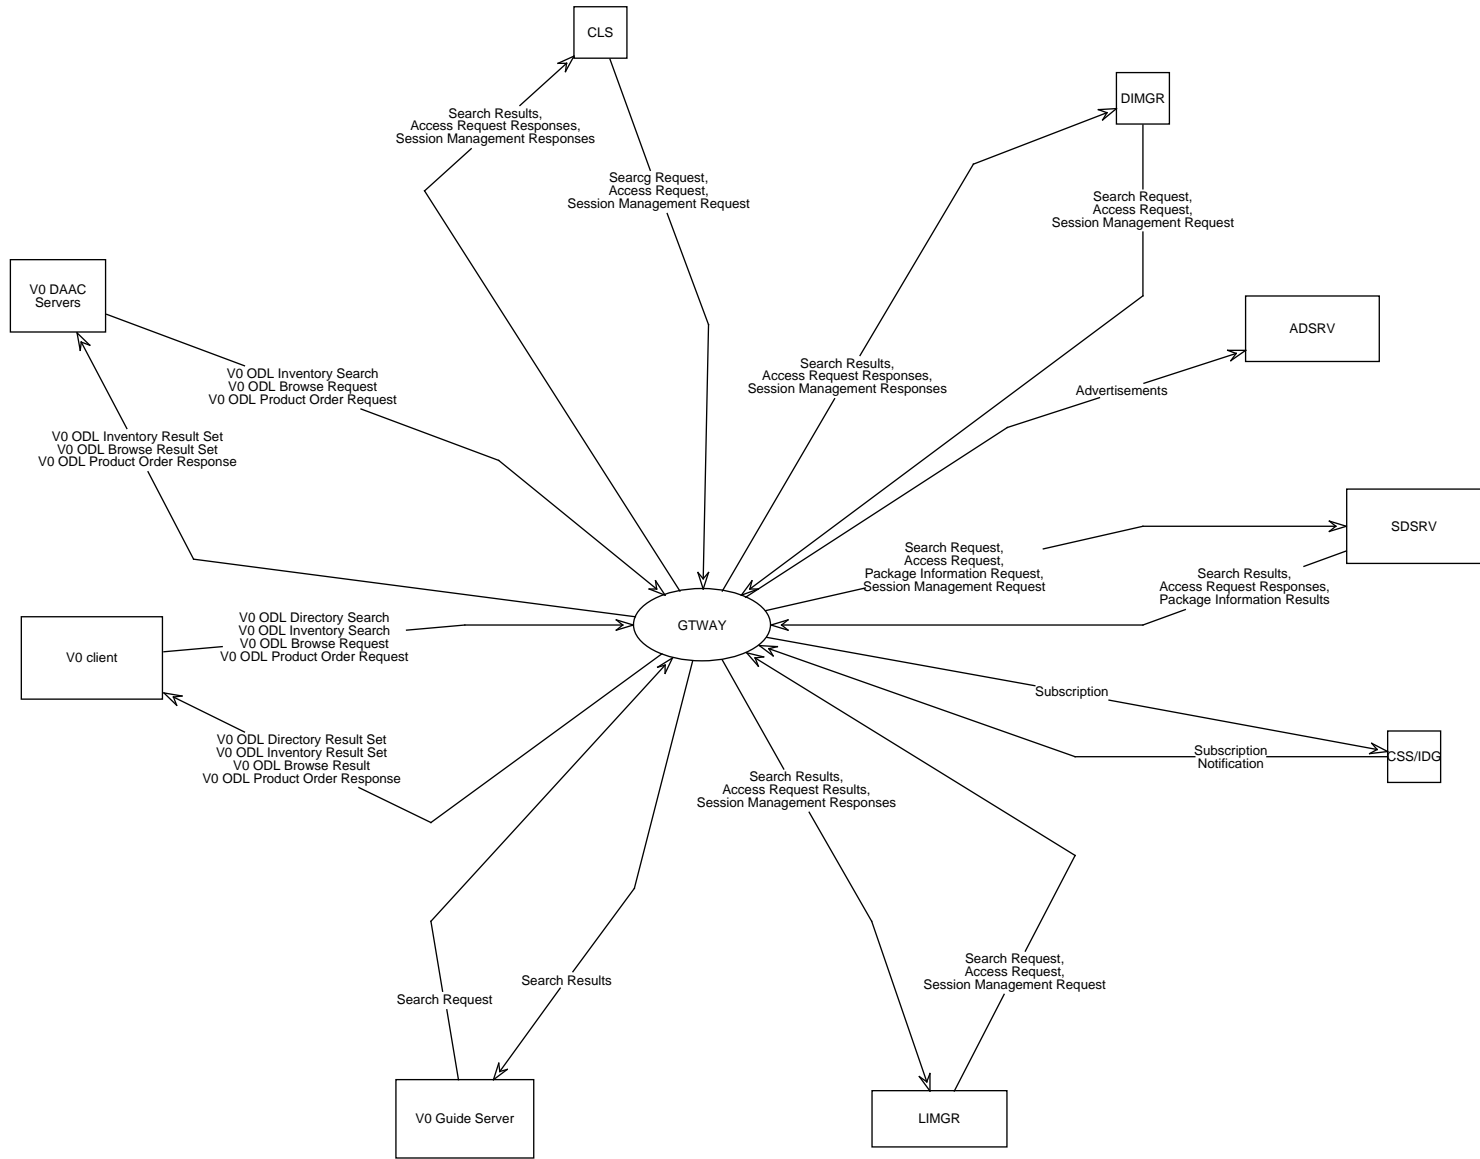 CLS
DIMGR
Search Results,
Access Request Responses,
Session Management Responses
Searcg Request,
Access Request,
Session Management Request
Search Request,
Access Request,
Session Management Request
V0 DAAC
Servers
ADSRV
V0 ODL Inventory Search
V0 ODL Browse Request
V0 ODL Product Order Request
Search Results,
Access Request Responses,
Session Management Responses
Advertisements
V0 ODL Inventory Result Set
V0 ODL Browse Result Set
V0 ODL Product Order Response
SDSRV
Search Request,
Access Request,
Package Information Request,
Session Management Request
Search Results,
Access Request Responses,
Package Information Results
V0 client
V0 ODL Directory Search
V0 ODL Inventory Search
V0 ODL Browse Request
V0 ODL Product Order Request
GTWAY
Subscription
V0 ODL Directory Result Set
V0 ODL Inventory Result Set
V0 ODL Browse Result
V0 ODL Product Order Response
Subscription
Notification
CSS/IDG
Search Results,
Access Request Results,
Session Management Responses
Search Request,
Access Request,
Session Management Request
Search Results
Search Request
V0 Guide Server
LIMGR